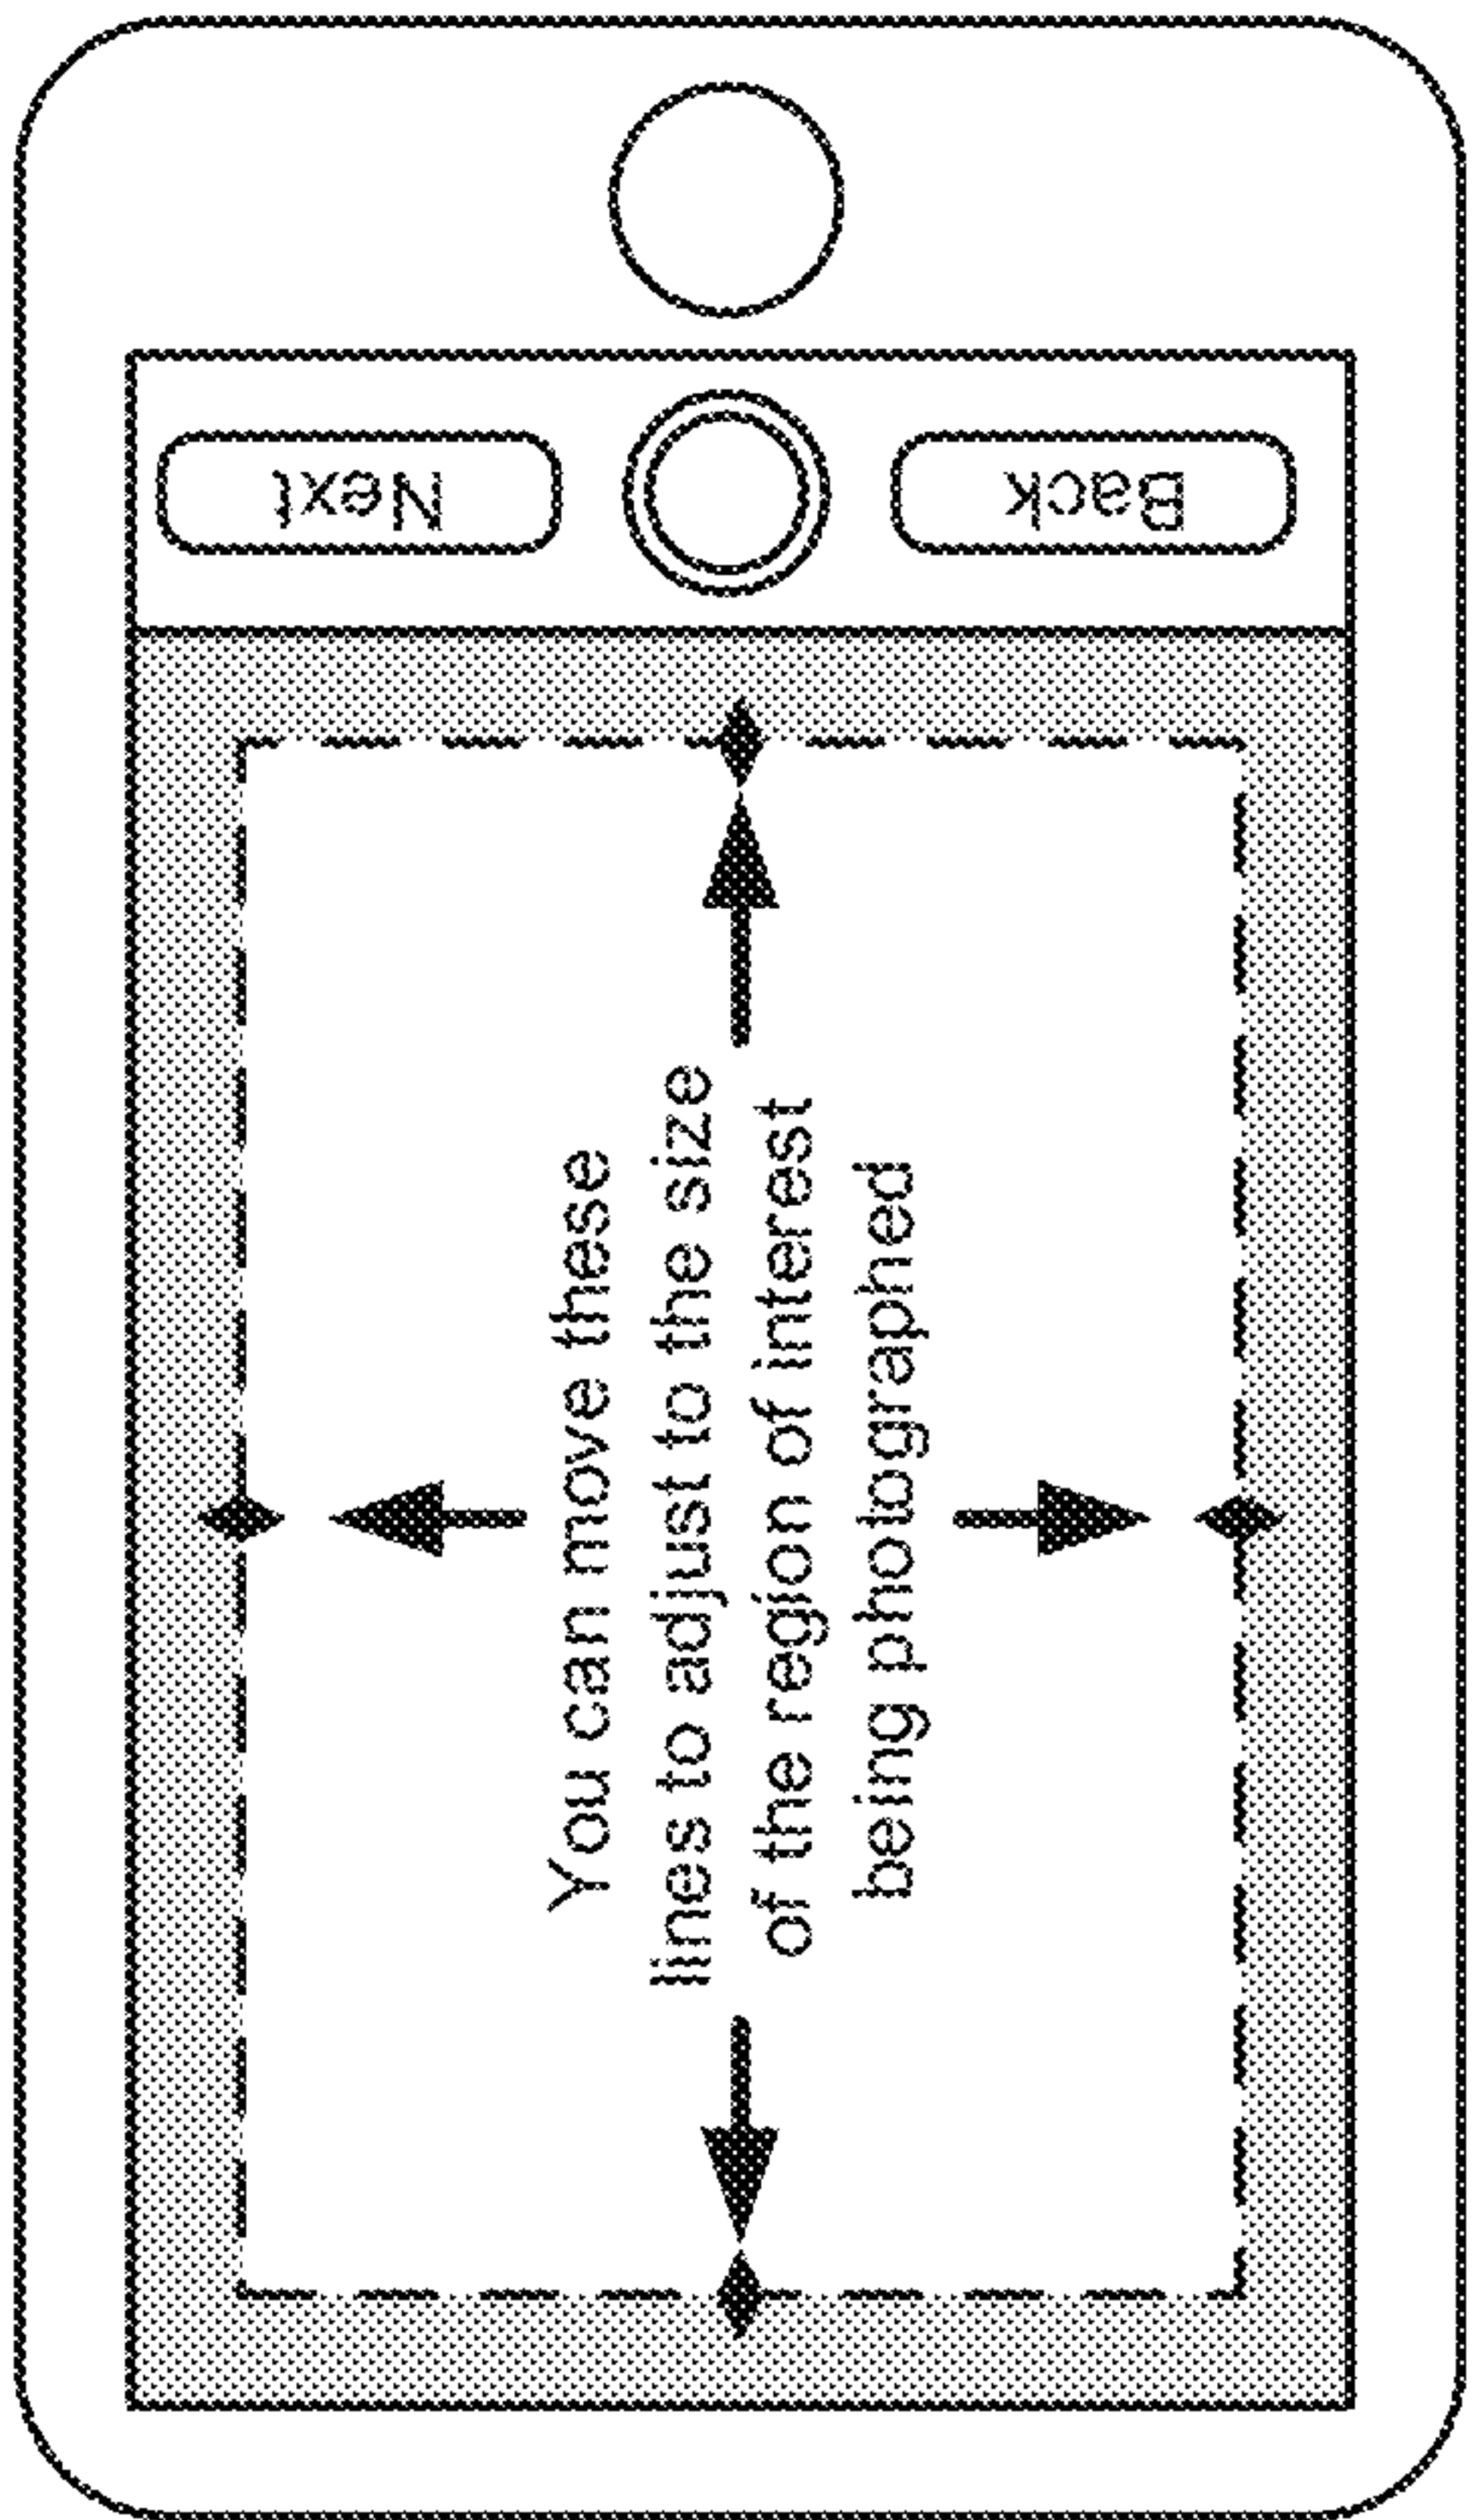 You can move these
lines to adjust to the size
of the region of interest
being photographed
Back
Next